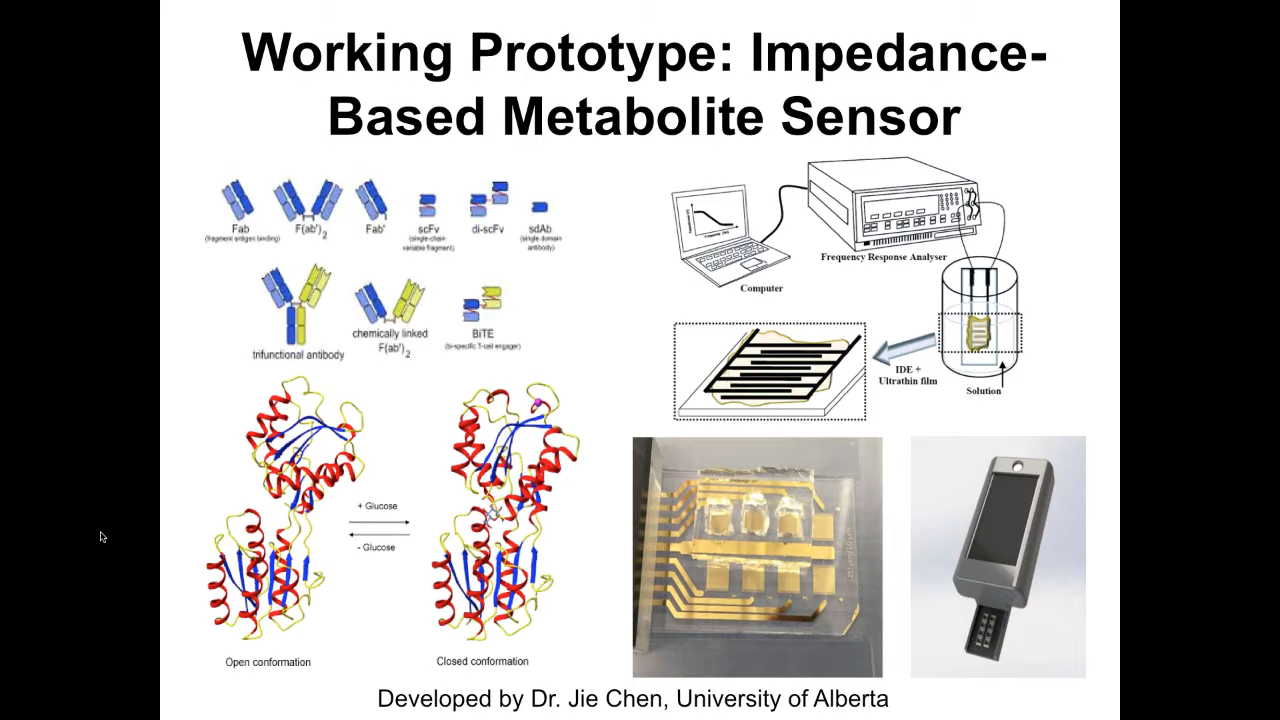 Working Prototype: Impedance-
Based Metabolite Sensor
Fab
(fragment antigen binding)
F(ab')2
Fab'
scFv
(single-chain
variable fragment)
di-scFv
sdAb
(single domain
antibody)
trifunctional antibody
chemically linked
F(ab')2
BiTE
(bi-specific T-cell engager)
Computer
Frequency Response Analyser
IDE +
Ultrathin film
Solution
+ Glucose
- Glucose
Open conformation
Closed conformation
Developed by Dr. Jie Chen, University of Alberta